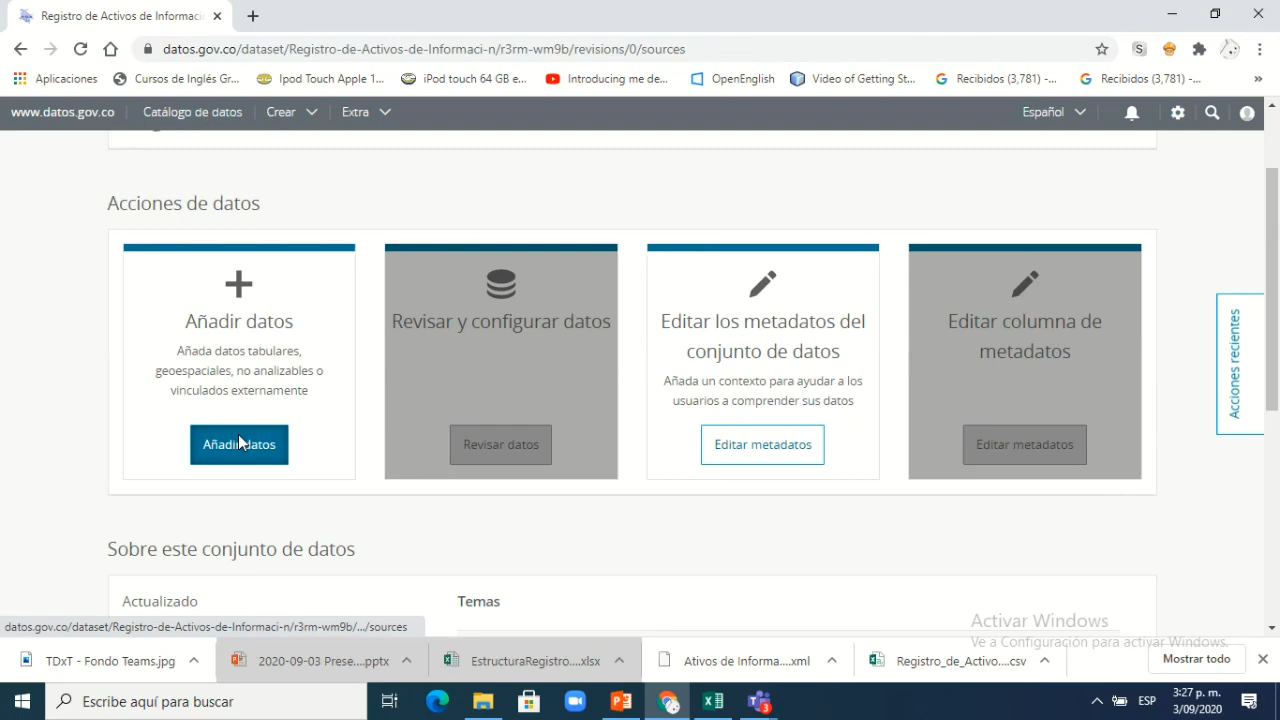 Registro de Activos de Informaci
datos.gov.co/dataset/Registro-de-Activos-de-Informaci-n/r3rm-wm9b/revisions/0/sources
Aplicaciones
Cursos de Inglés Gr...
Ipod Touch Apple 1...
iPod touch 64 GB e...
Introducing me de...
OpenEnglish
Video of Getting St...
Recibidos (3,781) -...
Recibidos (3,781) -...
www.datos.gov.co
Catálogo de datos
Crear
Extra
Español
Acciones de datos
Añadir datos
Añada datos tabulares,
geoespaciales, no analizables o
vinculados externamente
Añadir datos
Revisar y configurar datos
Revisar datos
Editar los metadatos del
conjunto de datos
Añada un contexto para ayudar a los
usuarios a comprender sus datos
Editar metadatos
Editar columna de
metadatos
Editar metadatos
Acciones recientes
Sobre este conjunto de datos
Actualizado
Temas
Activar Windows
Ve a Configuración para activar Windows.
datos.gov.co/dataset/Registro-de-Activos-de-Informaci-n/r3rm-wm9b/.../sources
TDxT - Fondo Teams.jpg
2020-09-03 Prese....pptx
EstructuraRegistro....xlsx
Ativos de Informa....xml
Registro_de_Activo....csv
Mostrar todo
Escribe aquí para buscar
3
ESP
3:27 p. m.
3/09/2020